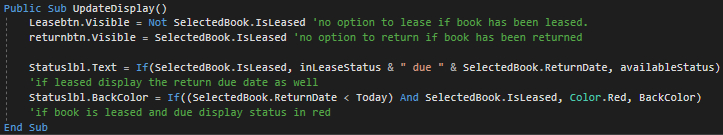 Public Sub UpdateDisplay()
Leasebtn.Visible = Not SelectedBook.IsLeased 'no option to lease if book has been leased.
returnbtn.Visible = SelectedBook.IsLeased 'no option to return if book has been returned
Statuslbl.Text = If(SelectedBook.IsLeased, inLeaseStatus & " due " & SelectedBook.ReturnDate, availableStatus)
'if leased display the return due date as well
Statuslbl.BackColor = If((SelectedBook.ReturnDate < Today) And SelectedBook.IsLeased, Color.Red, BackColor)
'if book is leased and due display status in red
End Sub